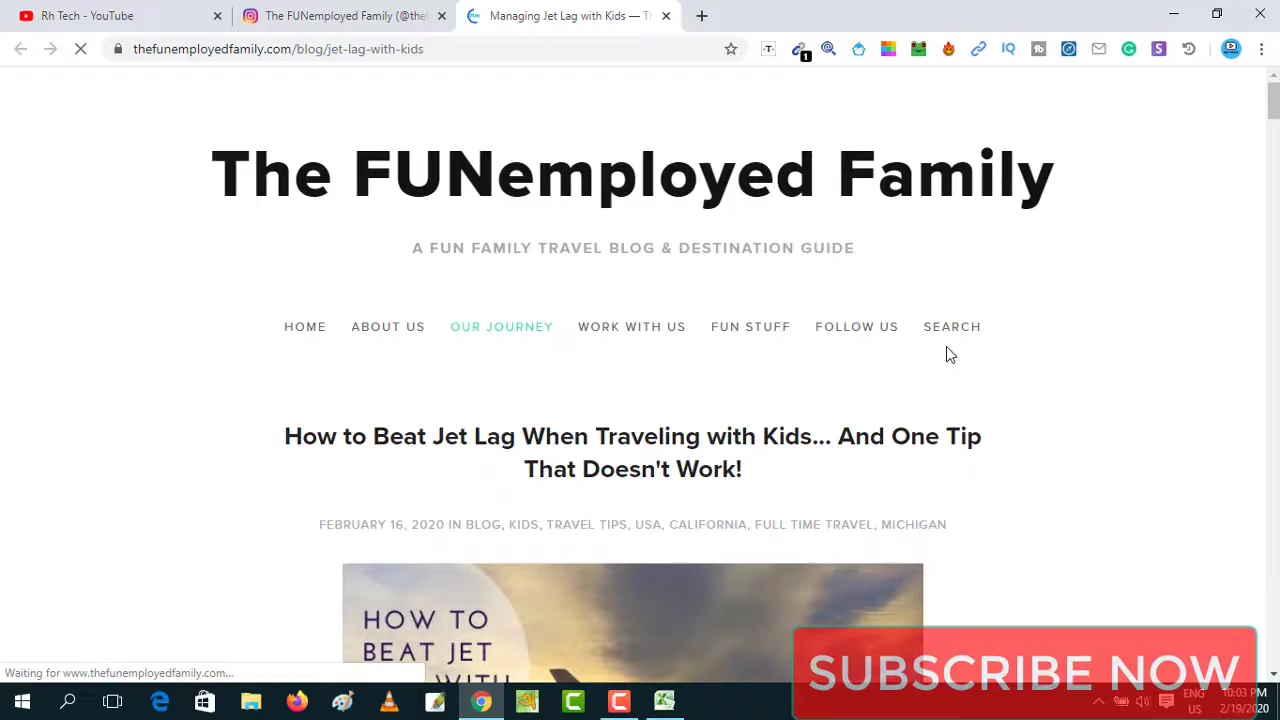 Rh Tech - YouTube
The FUNemployed Family (@thef
Managing Jet Lag with Kids — Th
thefunemployedfamily.com/blog/jet-lag-with-kids
1
The FUNemployed Family
A FUN FAMILY TRAVEL BLOG & DESTINATION GUIDE
HOME ABOUT US OUR JOURNEY WORK WITH US FUN STUFF FOLLOW US SEARCH
How to Beat Jet Lag When Traveling with Kids... And One Tip
That Doesn't Work!
FEBRUARY 16, 2020 IN BLOG, KIDS, TRAVEL TIPS, USA, CALIFORNIA, FULL TIME TRAVEL, MICHIGAN
HOW TO
BEAT JET
Waiting for www.thefunemployedfamily.com...
SUBSCRIBE NOW
ENG
US
10:03 PM
2/19/2020